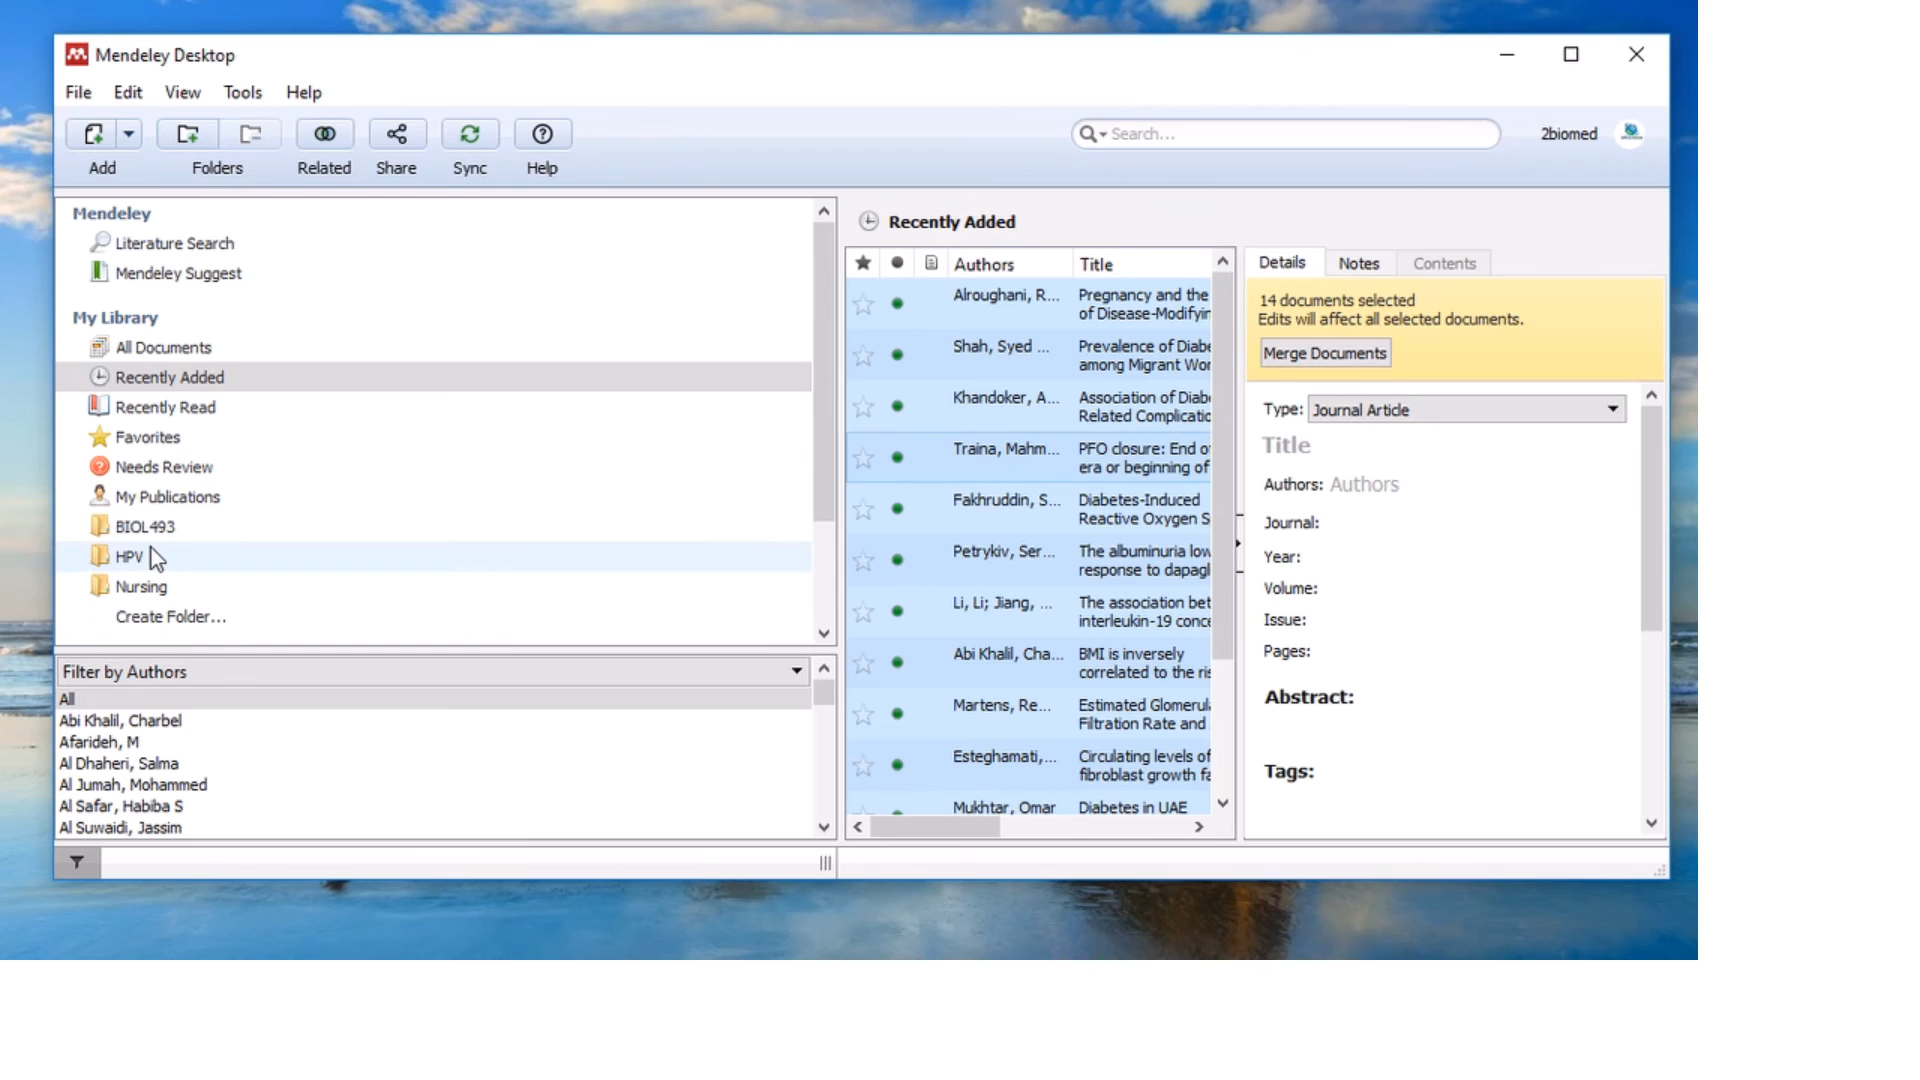 Mendeley Desktop
File Edit View Tools Help
Search...
2biomed
Add Folders Related Share Sync Help
Mendeley
Literature Search
Mendeley Suggest
My Library
All Documents
Recently Added
Recently Read
Favorites
Needs Review
My Publications
BIOL493
HPV
Nursing
Create Folder...
Filter by Authors
All
Abi Khalil, Charbel
Afarideh, M
Al Dhaheri, Salma
Al Jumah, Mohammed
Al Safar, Habiba S
Al Suwaidi, Jassim
Recently Added
Authors Title
Alroughani, R... Pregnancy and the
of Disease-Modifyin
Shah, Syed ... Prevalence of Diabe
among Migrant Wor
Khandoker, A... Association of Diab
Related Complicatio
Traina, Mahm... PFO closure: End o
era or beginning of
Fakhruddin, S... Diabetes-Induced
Reactive Oxygen S
Petrykiv, Ser... The albuminuria low
response to dapagl
Li, Li; Jiang, ... The association bet
interleukin-19 conce
Abi Khalil, Cha... BMI is inversely
correlated to the ris
Martens, Re... Estimated Glomerul
Filtration Rate and
Esteghamati,... Circulating levels of
fibroblast growth fa
Mukhtar, Omar Diabetes in UAE
Details Notes Contents
14 documents selected
Edits will affect all selected documents.
Merge Documents
Type: Journal Article
Title
Authors: Authors
Journal:
Year:
Volume:
Issue:
Pages:
Abstract:
Tags: